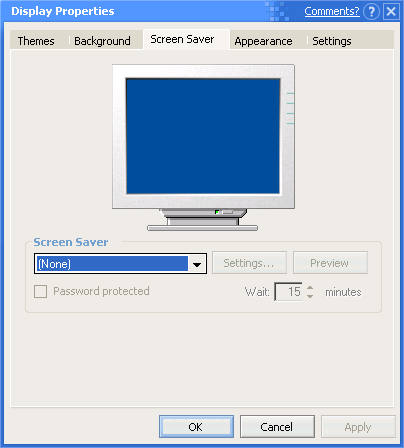 Display Properties Comments? ?
Themes Background Screen Saver Appearance Settings
Screen Saver
(None) Settings... Preview
Password protected Wait: 15 minutes
OK Cancel Apply